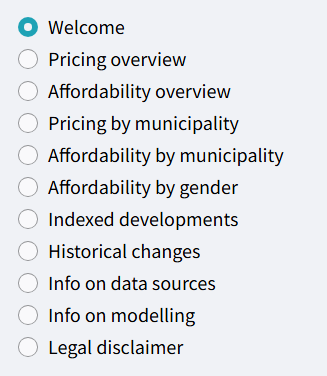 Welcome
Pricing overview
Affordability overview
Pricing by municipality
Affordability by municipality
Affordability by gender
Indexed developments
Historical changes
Info on data sources
Info on modelling
Legal disclaimer